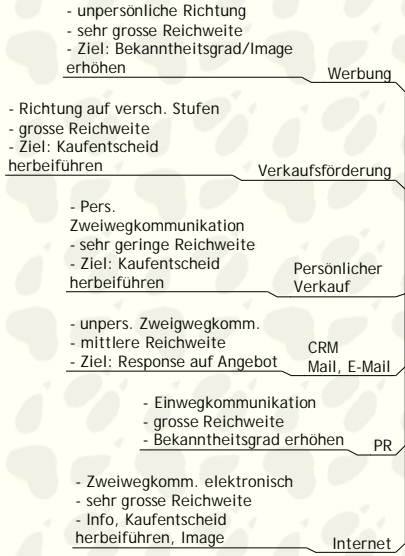 - unpersönliche Richtung
- sehr grosse Reichweite
- Ziel: Bekanntheitsgrad/Image
erhöhen
Werbung
- Richtung auf versch. Stufen
- grosse Reichweite
- Ziel: Kaufentscheid
herbeiführen
Verkaufsförderung
- Pers.
Zweiwegkommunikation
- sehr geringe Reichweite
- Ziel: Kaufentscheid
herbeiführen
Persönlicher
Verkauf
- unpers. Zweigwegkomm.
- mittlere Reichweite
- Ziel: Response auf Angebot
CRM
Mail, E-Mail
- Einwegkommunikation
- grosse Reichweite
- Bekanntheitsgrad erhöhen
PR
- Zweiwegkomm. elektronisch
- sehr grosse Reichweite
- Info, Kaufentscheid
herbeiführen, Image
Internet